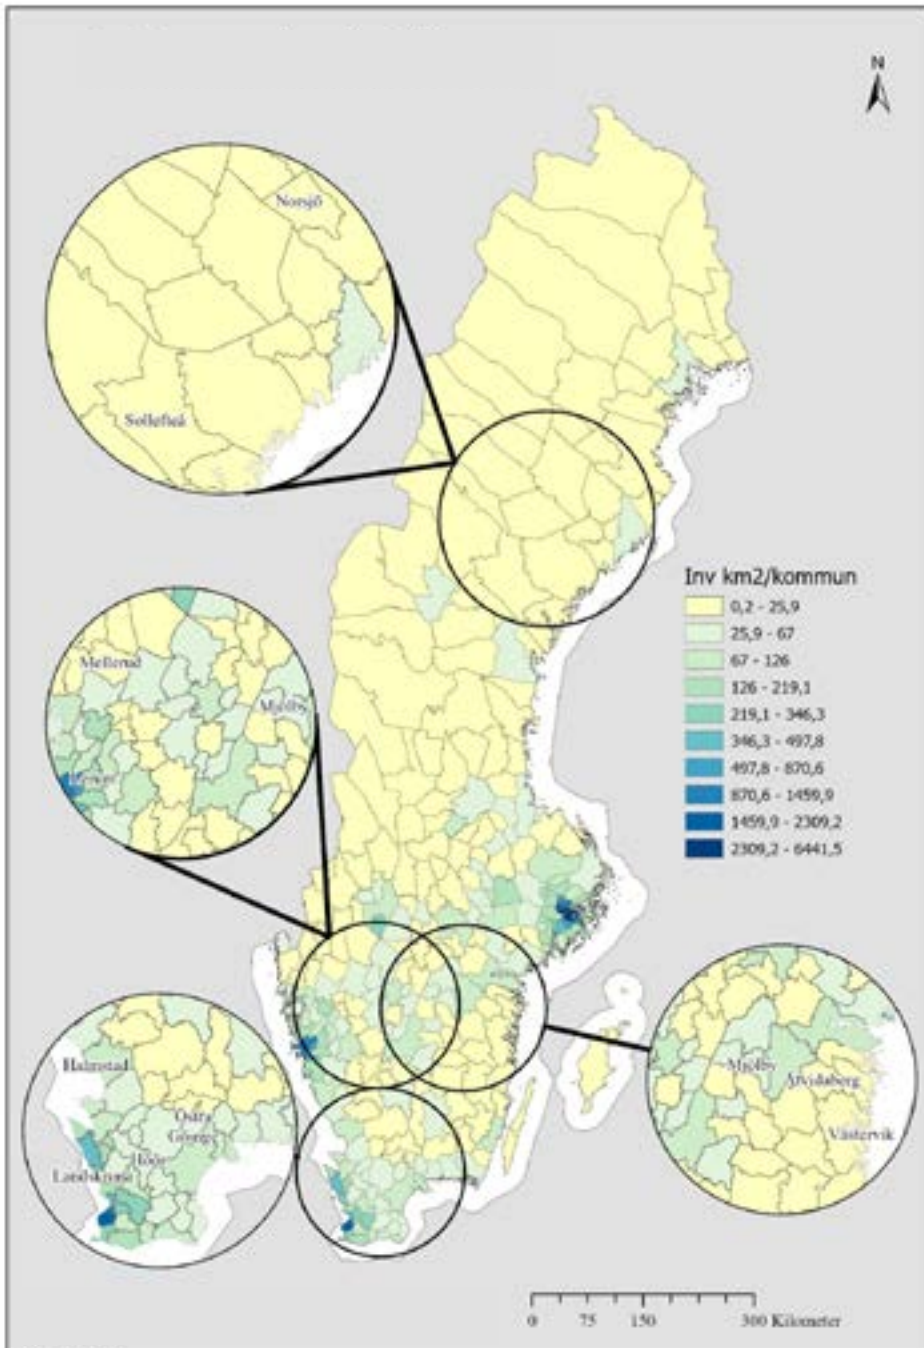 N
Norsjö
Sollefteå
Inv km2/kommun
0,2 - 25,9
25,9 - 67
67 - 126
126 - 219,1
219,1 - 346,3
346,3 - 497,8
497,8 - 870,6
870,6 - 1459,9
1459,9 - 2309,2
2309,2 - 6441,5
Mellerud
Mjölby
Halmstad
Östra
Göinge
Höör
Landskrona
Mjölby
Åtvidaberg
Västervik
0 75 150 300 Kilometer